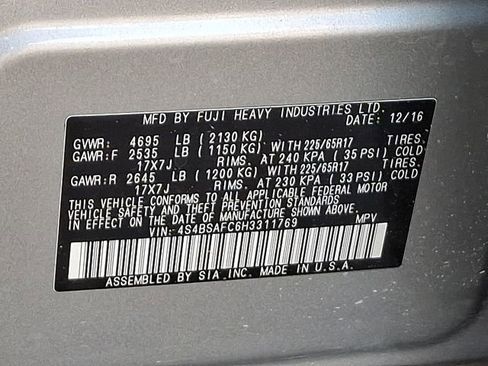 MFD BY FUJI HEAVY INDUSTRIES LTD.
DATE: 12/16
GVWR: 4695 LB (2130 KG)
GAWR:F 2535 LB (1150 KG) WITH 225/65R17 TIRES.
17X7J RIMS. AT 240 KPA (35 PSI) COLD
GAWR:R 2645 LB (1200 KG) WITH 225/65R17 TIRES.
17X7J RIMS. AT 230 KPA (33 PSI) COLD
THIS VEHICLE CONFORMS TO ALL APPLICABLE FEDERAL MOTOR
VEHICLE SAFETY AND THEFT PREVENTION STANDARDS
IN EFFECT ON THE DATE OF MANUFACTURE SHOWN ABOVE.
VIN: 4S4BSAFC6H3311769 MPV
ASSEMBLED BY SIA, INC. MADE IN U.S.A.